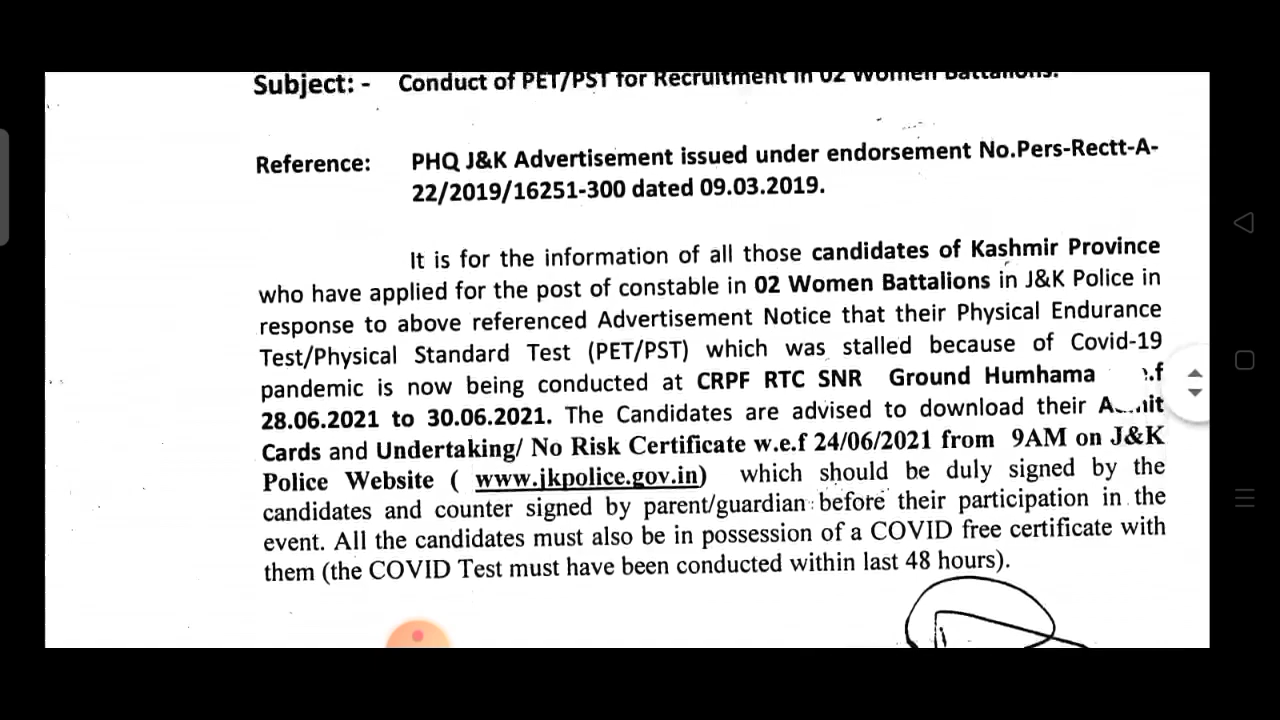 Subject: - Conduct of PET/PST for Recruitment in 02 Women Battalions.
Reference: PHQ J&K Advertisement issued under endorsement No.Pers-Rectt-A-
22/2019/16251-300 dated 09.03.2019.
It is for the information of all those candidates of Kashmir Province
who have applied for the post of constable in 02 Women Battalions in J&K Police in
response to above referenced Advertisement Notice that their Physical Endurance
Test/Physical Standard Test (PET/PST) which was stalled because of Covid-19
pandemic is now being conducted at CRPF RTC SNR Ground Humhama .f
28.06.2021 to 30.06.2021. The Candidates are advised to download their Admit
Cards and Undertaking/ No Risk Certificate w.e.f 24/06/2021 from 9AM on J&K
Police Website ( www.jkpolice.gov.in) which should be duly signed by the
candidates and counter signed by parent/guardian before their participation in the
event. All the candidates must also be in possession of a COVID free certificate with
them (the COVID Test must have been conducted within last 48 hours).